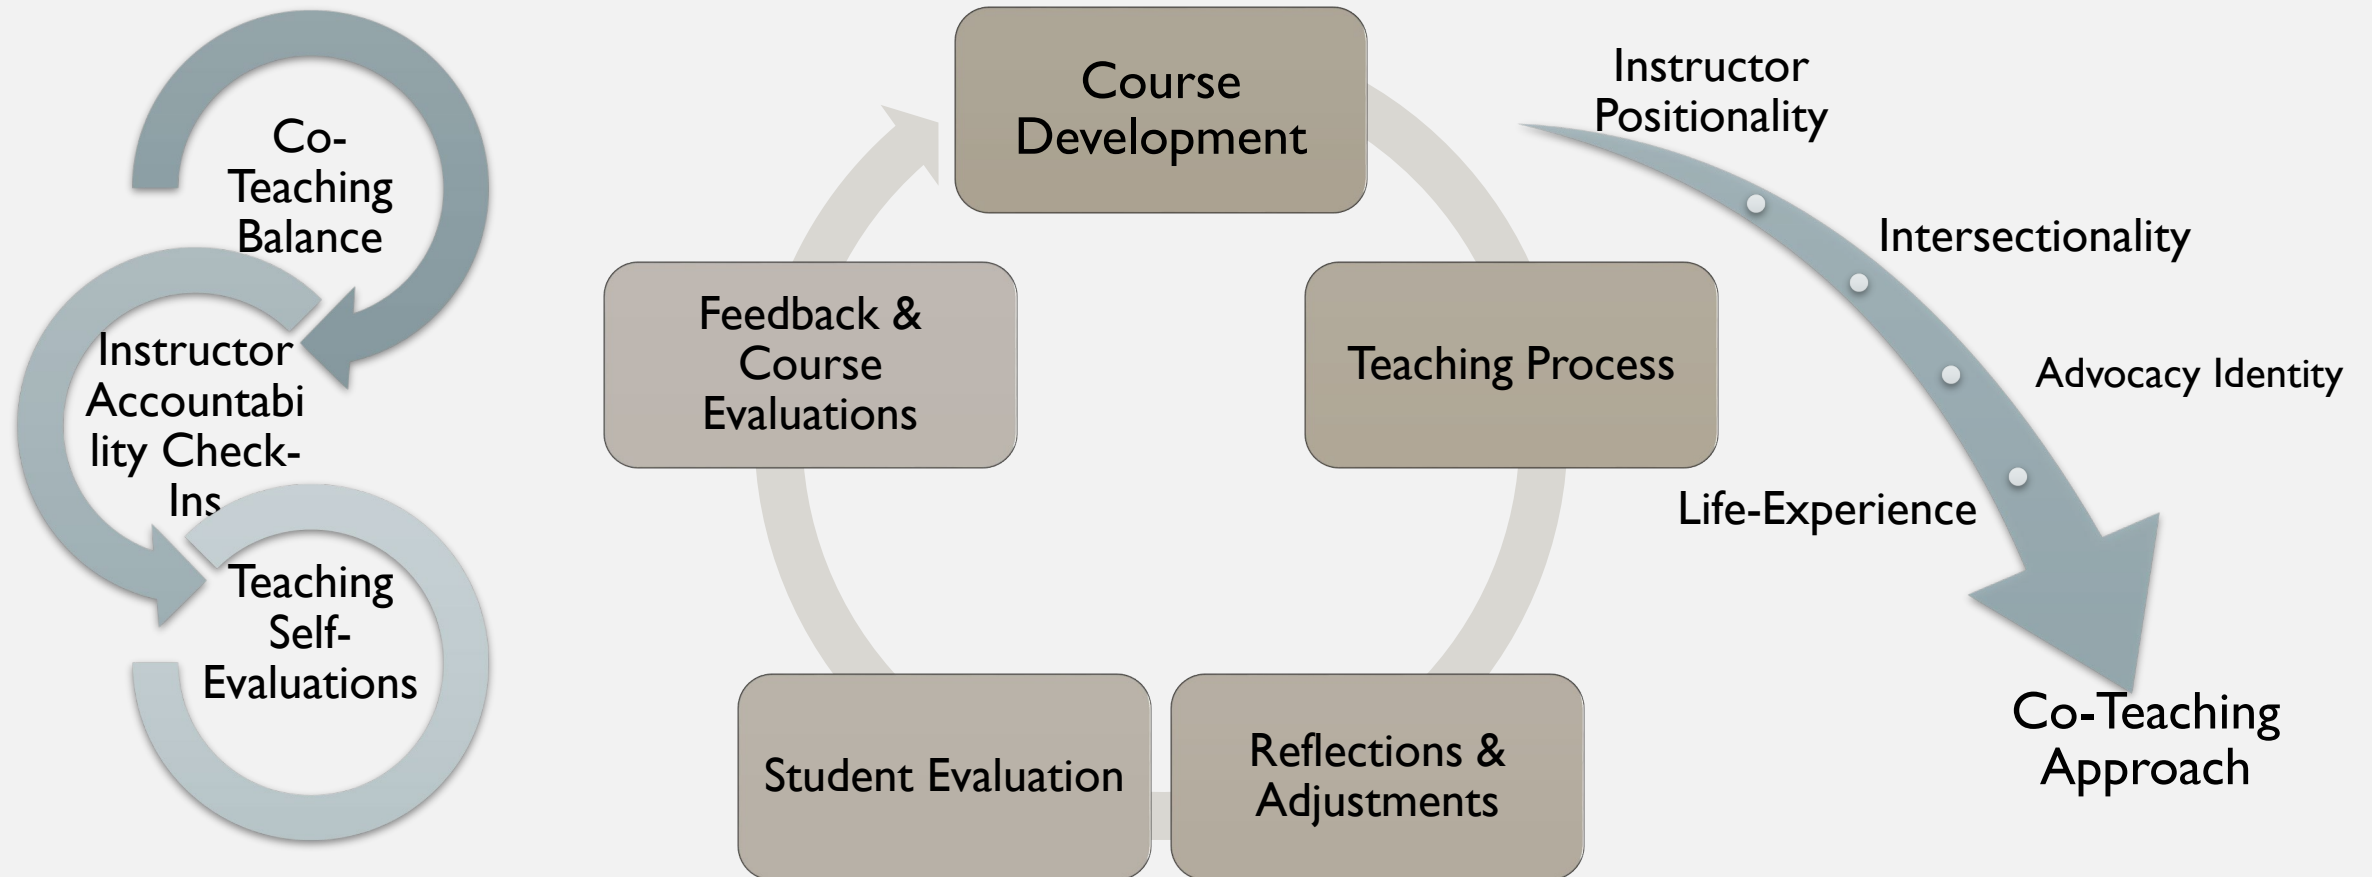 Co-
Teaching
Balance
Instructor
Accountabi
lity Check-
Ins
Teaching
Self-
Evaluations
Course
Development
Teaching Process
Reflections &
Adjustments
Student Evaluation
Feedback &
Course
Evaluations
Instructor
Positionality
Intersectionality
Advocacy Identity
Life-Experience
Co-Teaching
Approach